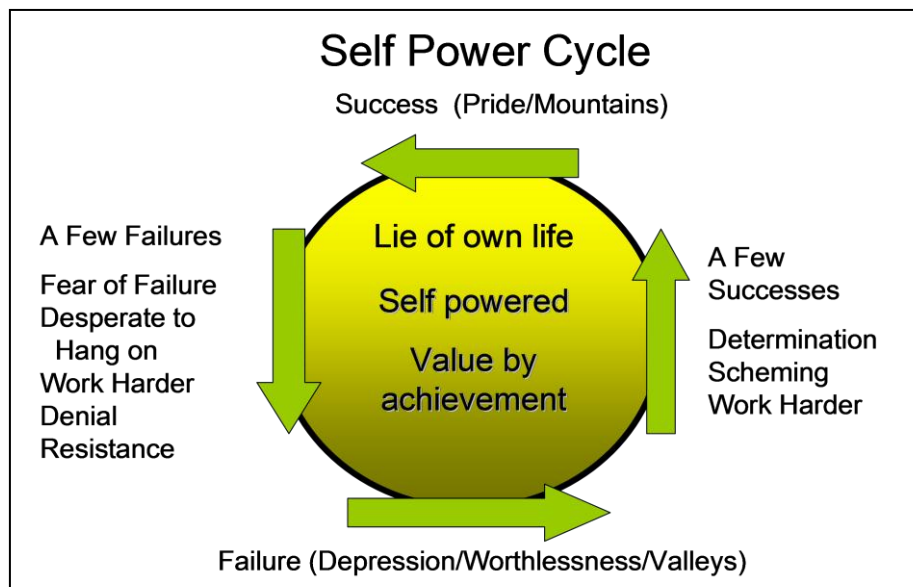 Self Power Cycle
Success (Pride/Mountains)
A Few Failures
Fear of Failure
Desperate to
Hang on
Work Harder
Denial
Resistance
Lie of own life
Self powered
Value by
achievement
A Few
Successes
Determination
Scheming
Work Harder
Failure (Depression/Worthlessness/Valleys)